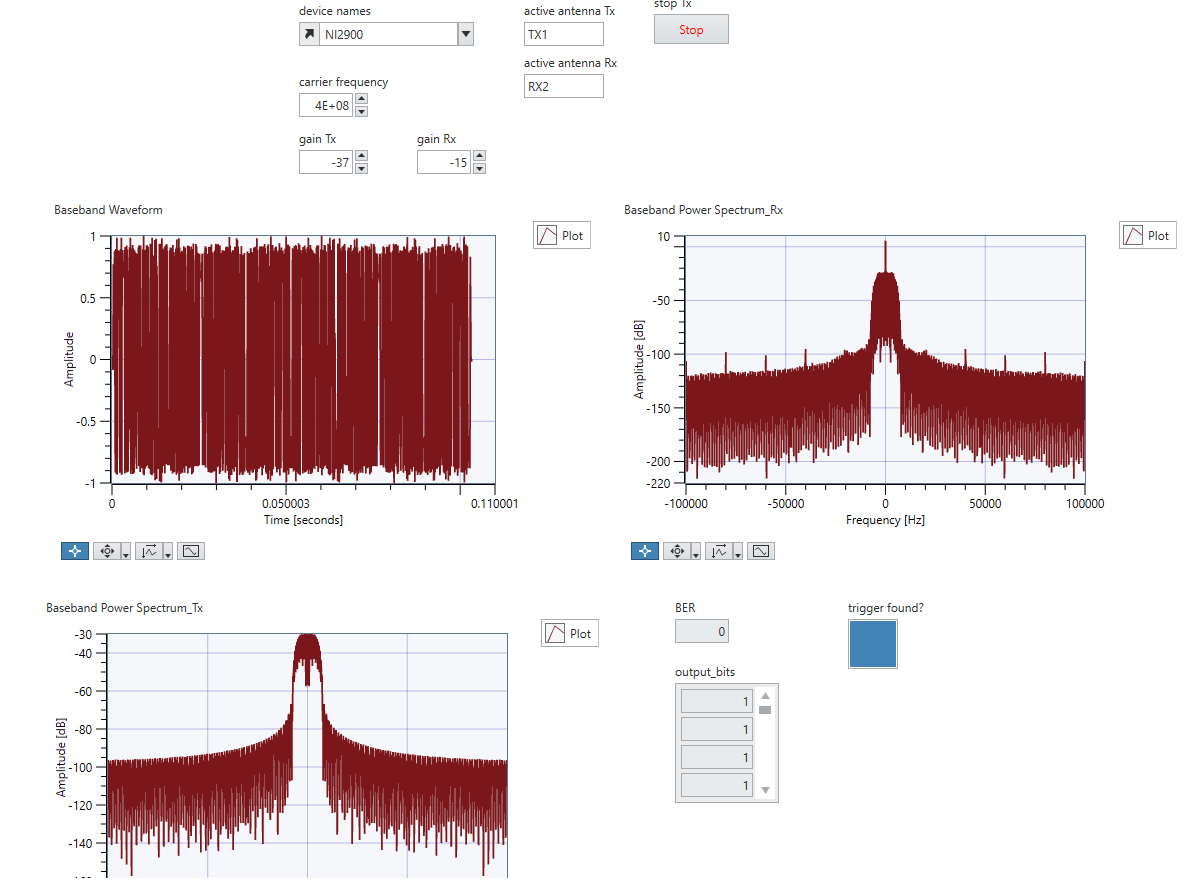 device names
active antenna Tx
stop Tx
NI2900
TX1
Stop
active antenna Rx
RX2
carrier frequency
4E+08
gain Tx
gain Rx
-37
-15
Baseband Waveform
Plot
1
0.5
0
-0.5
-1
Amplitude
0
0.050003
0.110001
Time [seconds]
Baseband Power Spectrum_Rx
Plot
10
-50
-100
-150
-200
-220
Amplitude [dB]
-100000
-50000
0
50000
100000
Frequency [Hz]
Baseband Power Spectrum_Tx
Plot
-30
-40
-60
-80
-100
-120
-140
Amplitude [dB]
BER
0
trigger found?
output_bits
1
1
1
1